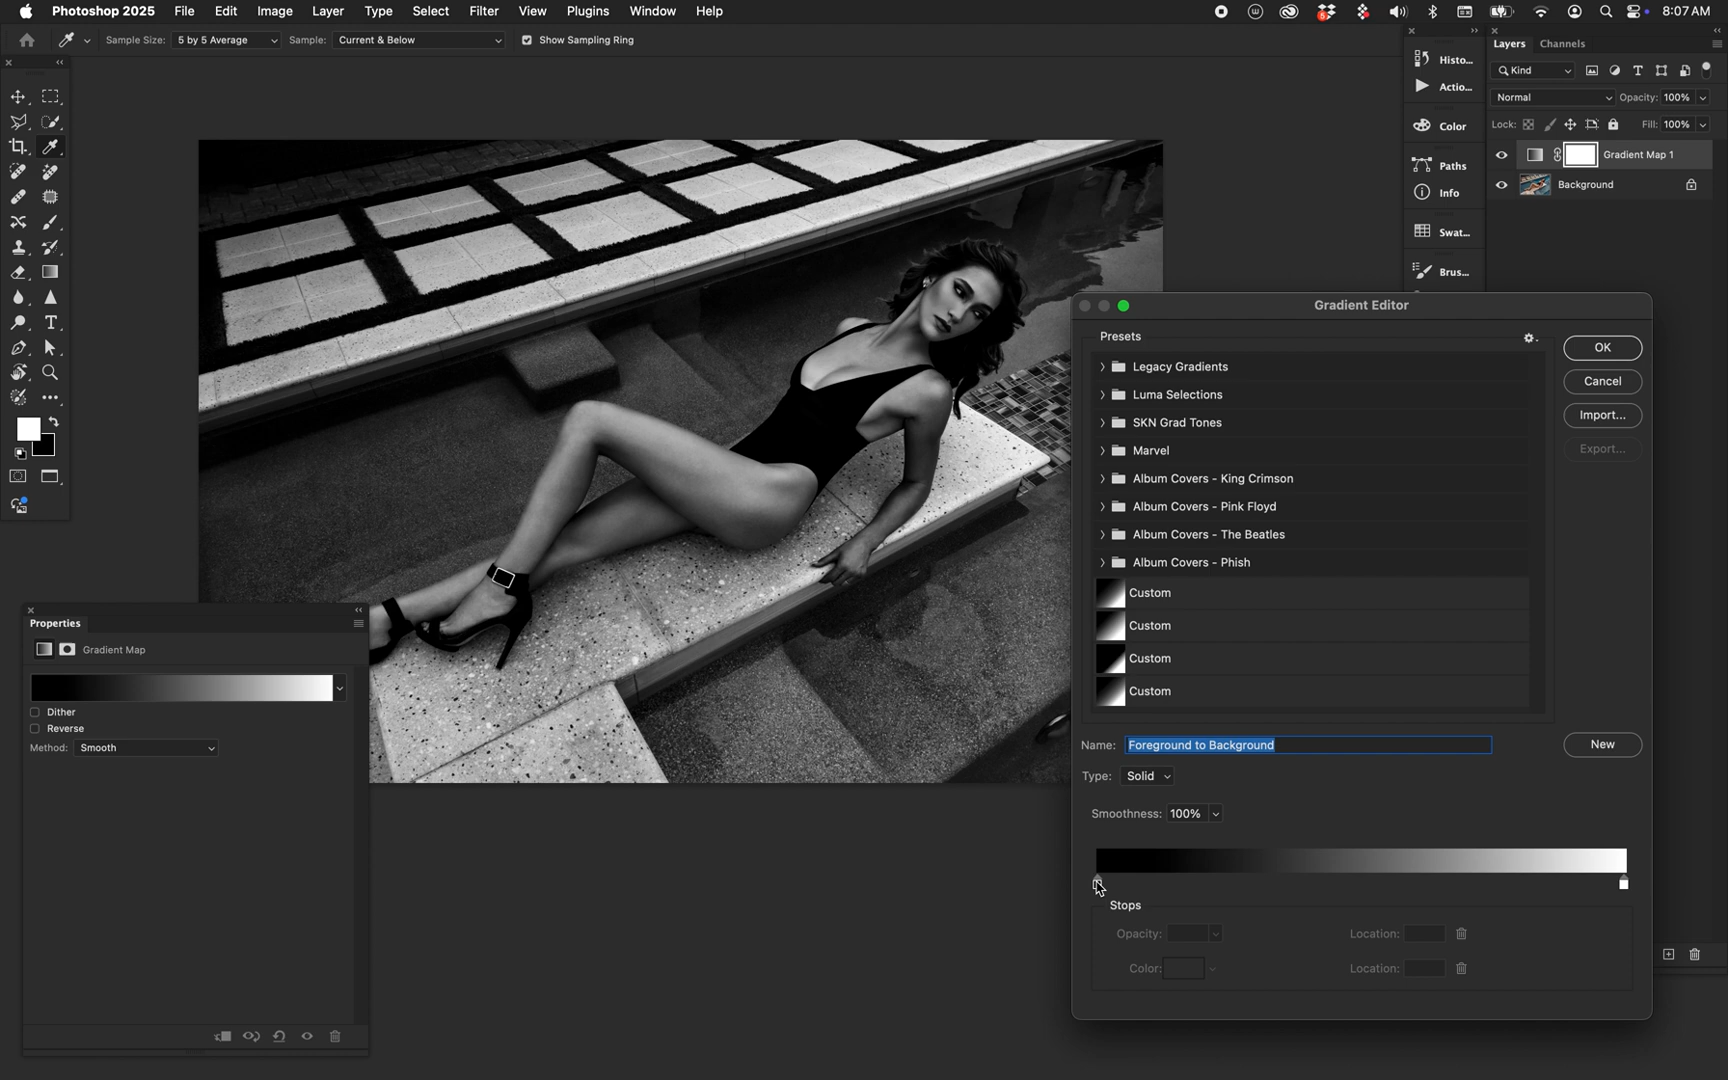 Photoshop 2025 File Edit Image Layer Type Select Filter View Plugins Window Help 5 8:07 AM
Sample Size: 5 by 5 Average Sample: Current & Below Show Sampling Ring
Histo...
Actio...
Color
Paths
Info
Swat...
Brus...
Layers Channels
Kind
Normal Opacity: 100%
Lock: Fill: 100%
Gradient Map 1
Background
Properties
Gradient Map
Dither
Reverse
Method: Smooth
Gradient Editor
Presets
Legacy Gradients
Luma Selections
SKN Grad Tones
Marvel
Album Covers - King Crimson
Album Covers - Pink Floyd
Album Covers - The Beatles
Album Covers - Phish
Custom
Custom
Custom
Custom
OK
Cancel
Import...
Export...
Name: Foreground to Background
New
Type: Solid
Smoothness: 100%
Stops
Opacity: Location:
Color: Location: